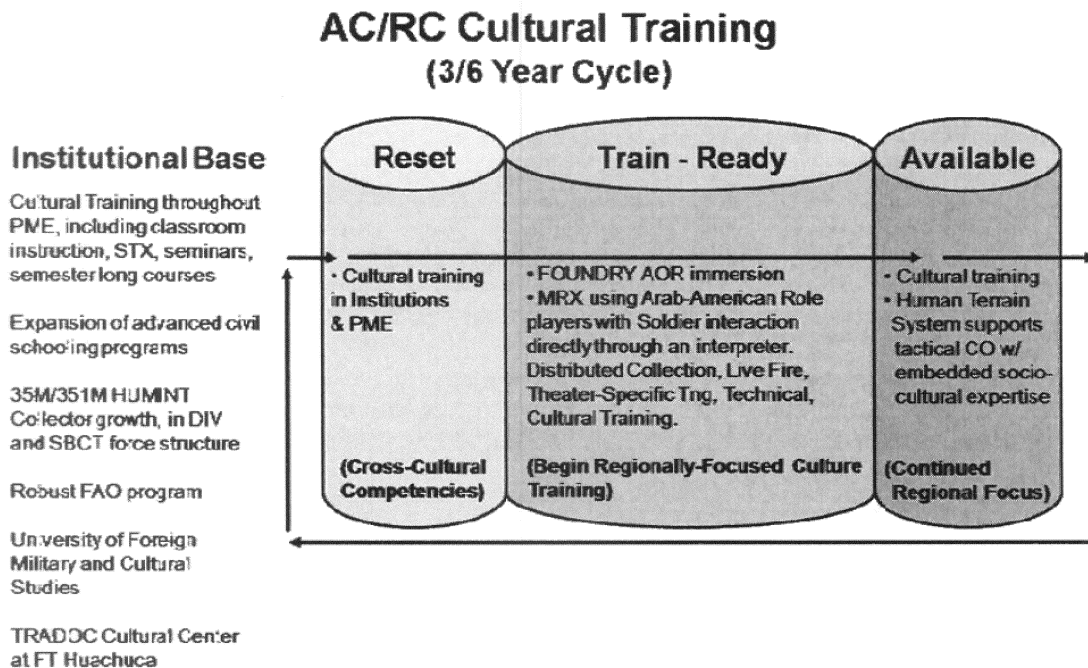 AC/RC Cultural Training
(3/6 Year Cycle)
Institutional Base
Cultural Training throughout
PME, including classroom
instruction, STX, seminars,
semester long courses
Expansion of advanced civil
schooling programs
35M/351M HUMINT
Collector growth, in DIV
and SBCT force structure
Robust FAO program
University of Foreign
Military and Cultural
Studies
TRADOC Cultural Center
at FT Huachuca
Reset
• Cultural training
in Institutions
& PME
(Cross-Cultural
Competencies)
Train - Ready
• FOUNDRY AOR immersion
• MRX using Arab-American Role
players with Soldier interaction
directly through an interpreter.
Distributed Collection, Live Fire,
Theater-Specific Tng, Technical,
Cultural Training.
(Begin Regionally-Focused Culture
Training)
Available
• Cultural training
• Human Terrain
System supports
tactical CO w/
embedded socio-
cultural expertise
(Continued
Regional Focus)